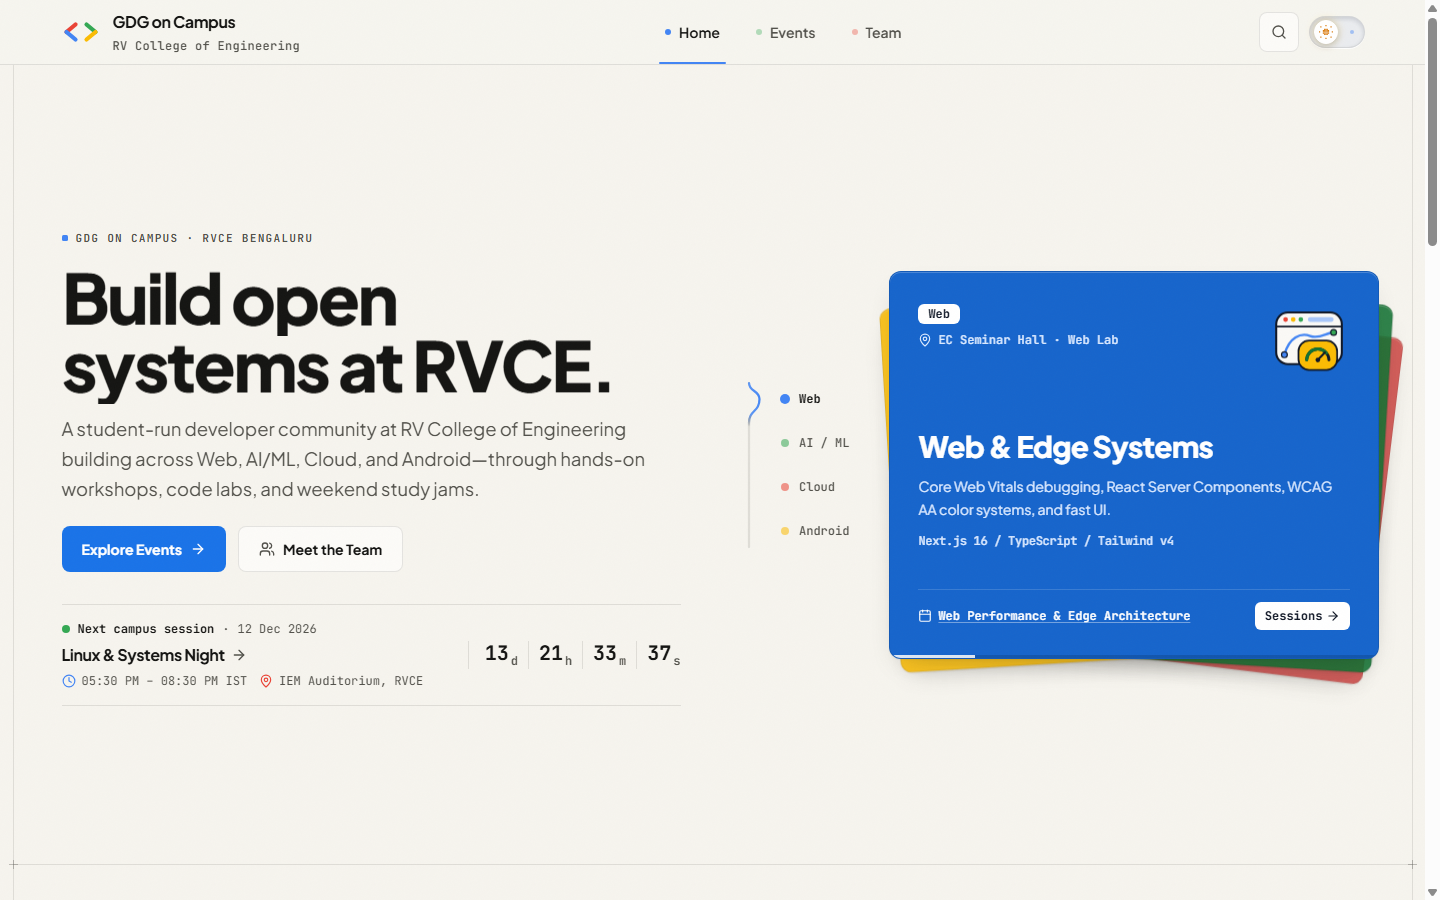 GDG on Campus
RV College of Engineering
Home
Events
Team
GDG ON CAMPUS · RVCE BENGALURU
Build open
systems at RVCE.
A student-run developer community at RV College of Engineering
building across Web, AI/ML, Cloud, and Android—through hands-on
workshops, code labs, and weekend study jams.
Explore Events →
Meet the Team
Next campus session · 12 Dec 2026
Linux & Systems Night →
05:30 PM – 08:30 PM IST
IEM Auditorium, RVCE
13d 21h 33m 37s
Web
AI / ML
Cloud
Android
Web
EC Seminar Hall · Web Lab
Web & Edge Systems
Core Web Vitals debugging, React Server Components, WCAG
AA color systems, and fast UI.
Next.js 16 / TypeScript / Tailwind v4
Web Performance & Edge Architecture
Sessions →